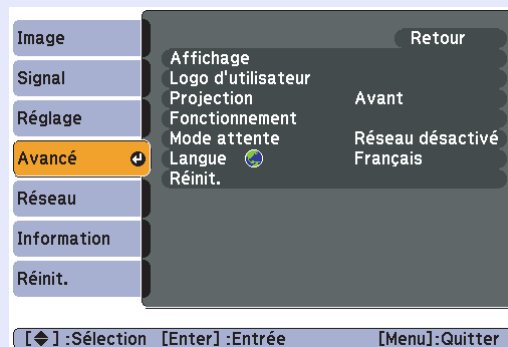 Image
Signal
Réglage
Avancé
Réseau
Information
Réinit.
Retour
Affichage
Logo d'utilisateur
Projection Avant
Fonctionnement
Mode attente Réseau désactivé
Langue Français
Réinit.
[◆] :Sélection [Enter] :Entrée [Menu]:Quitter